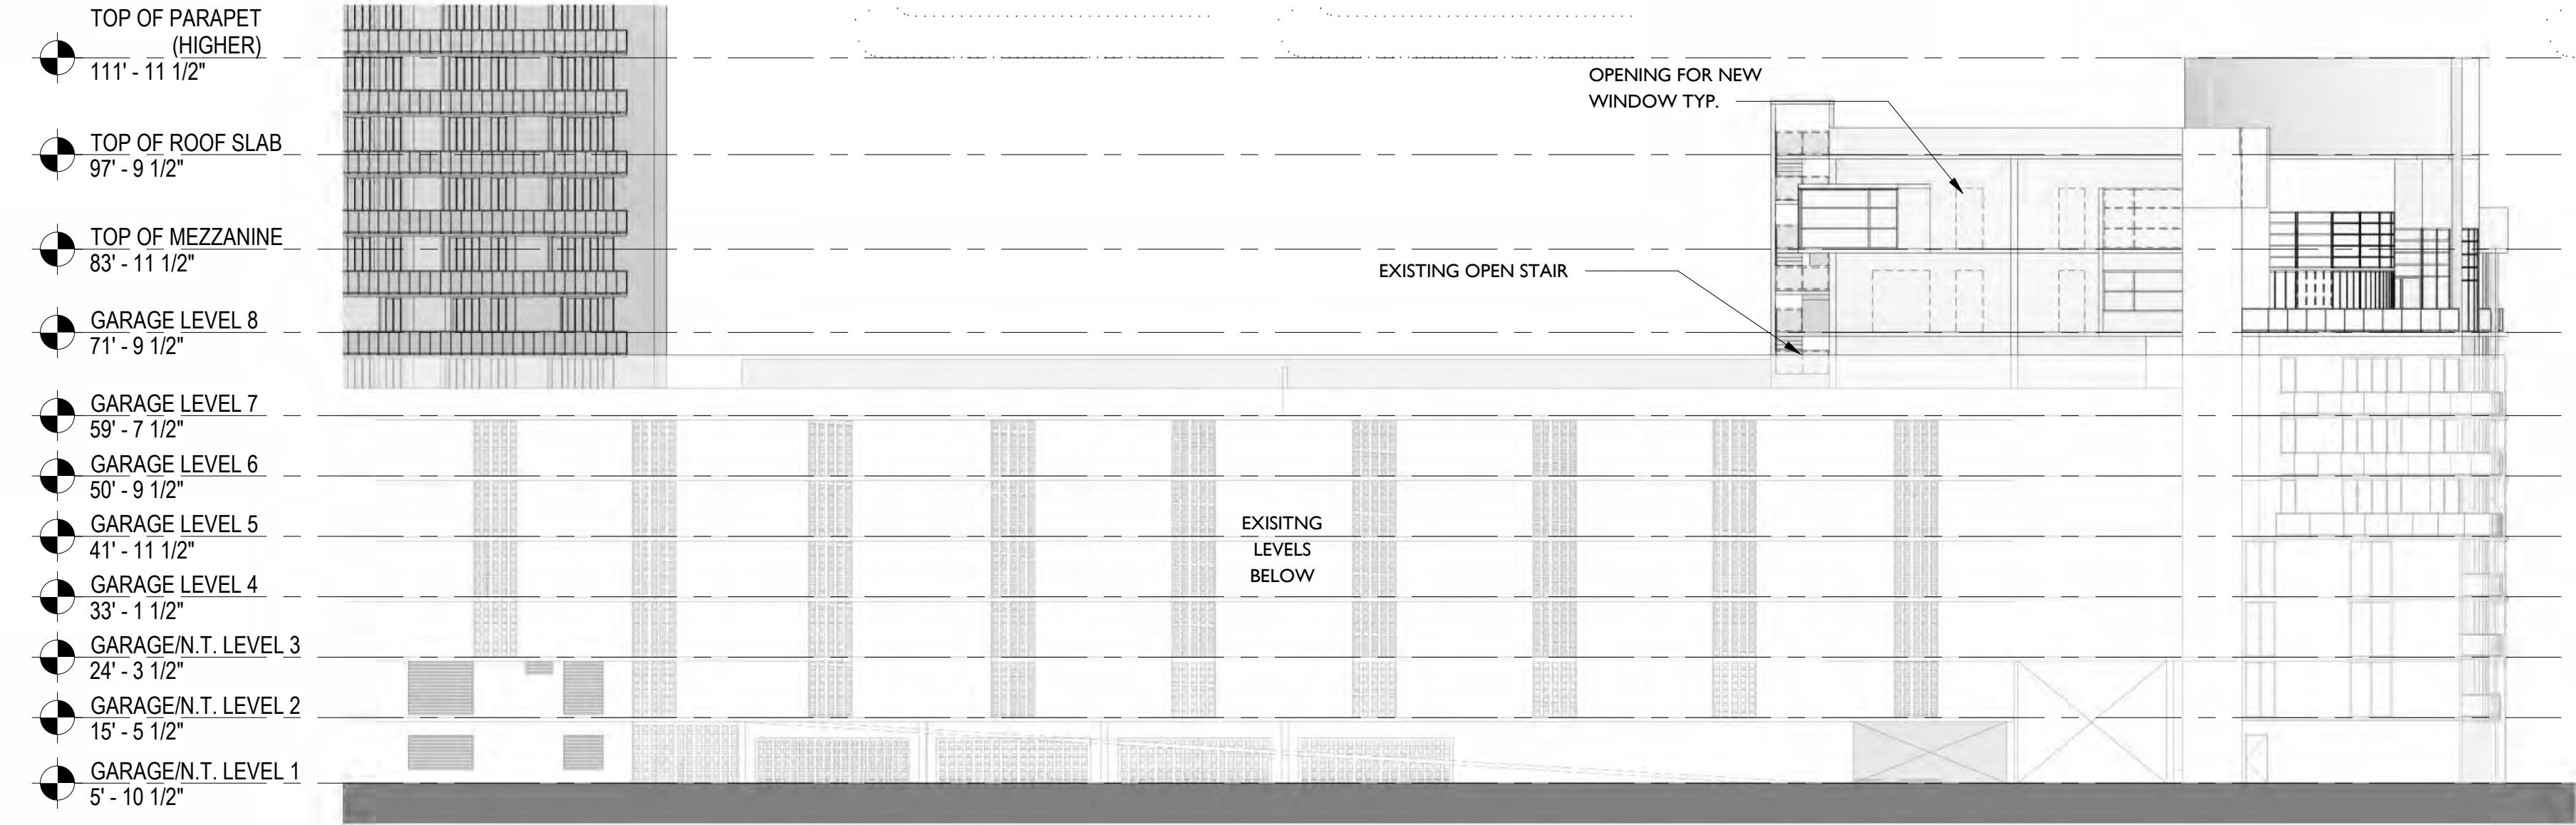 TOP OF PARAPET
(HIGHER)
111' - 11 1/2"
OPENING FOR NEW
WINDOW TYP.
TOP OF ROOF SLAB
97' - 9 1/2"
TOP OF MEZZANINE
83' - 11 1/2"
EXISTING OPEN STAIR
GARAGE LEVEL 8
71' - 9 1/2"
GARAGE LEVEL 7
59' - 7 1/2"
GARAGE LEVEL 6
50' - 9 1/2"
GARAGE LEVEL 5
41' - 11 1/2"
EXISITNG
LEVELS
BELOW
GARAGE LEVEL 4
33' - 1 1/2"
GARAGE/N.T. LEVEL 3
24' - 3 1/2"
GARAGE/N.T. LEVEL 2
15' - 5 1/2"
GARAGE/N.T. LEVEL 1
5' - 10 1/2"